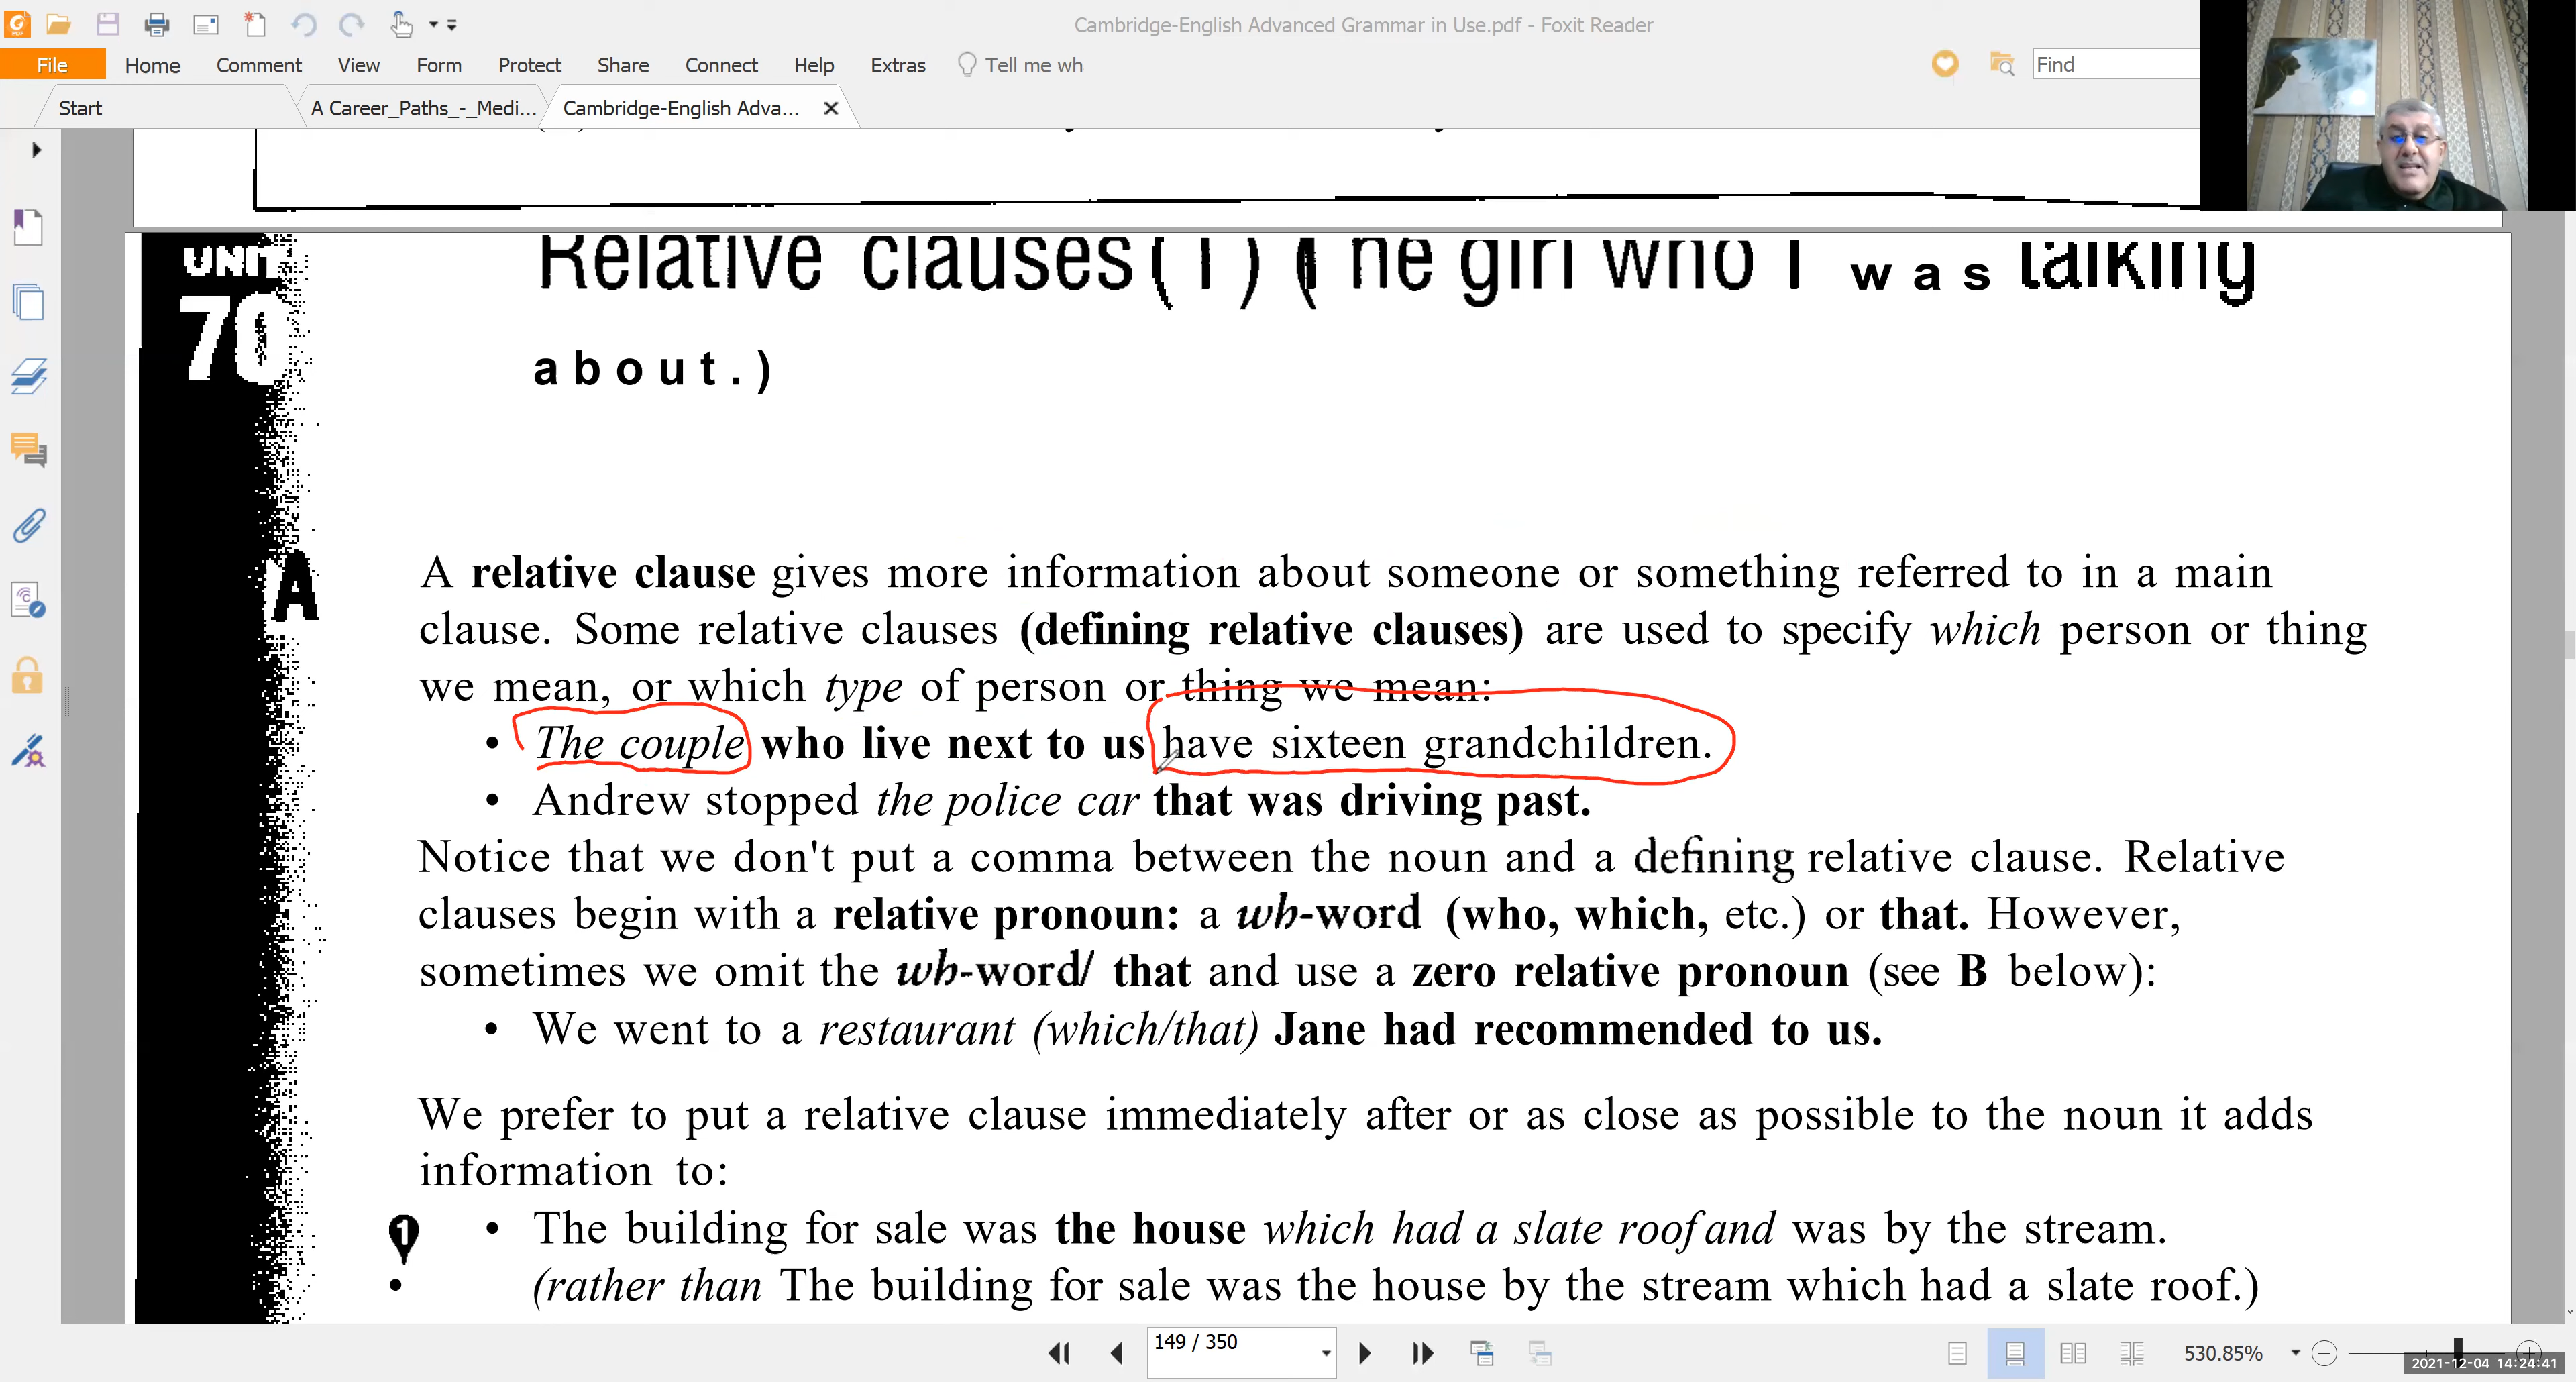 Cambridge-English Advanced Grammar in Use.pdf - Foxit Reader
File Home Comment View Form Protect Share Connect Help Extras Tell me wh Find
Start A Career_Paths_-_Medi... Cambridge-English Adva...
UNIT
70
Relative clauses (1) (The girl who I was talking
about.)
A
A relative clause gives more information about someone or something referred to in a main
clause. Some relative clauses (defining relative clauses) are used to specify which person or thing
we mean, or which type of person or thing we mean:
• The couple who live next to us have sixteen grandchildren.
• Andrew stopped the police car that was driving past.
Notice that we don't put a comma between the noun and a defining relative clause. Relative
clauses begin with a relative pronoun: a wh-word (who, which, etc.) or that. However,
sometimes we omit the wh-word/ that and use a zero relative pronoun (see B below):
• We went to a restaurant (which/that) Jane had recommended to us.
We prefer to put a relative clause immediately after or as close as possible to the noun it adds
information to:
• The building for sale was the house which had a slate roof and was by the stream.
(rather than The building for sale was the house by the stream which had a slate roof.)
149 / 350
530.85%
2021-12-04 14:24:41